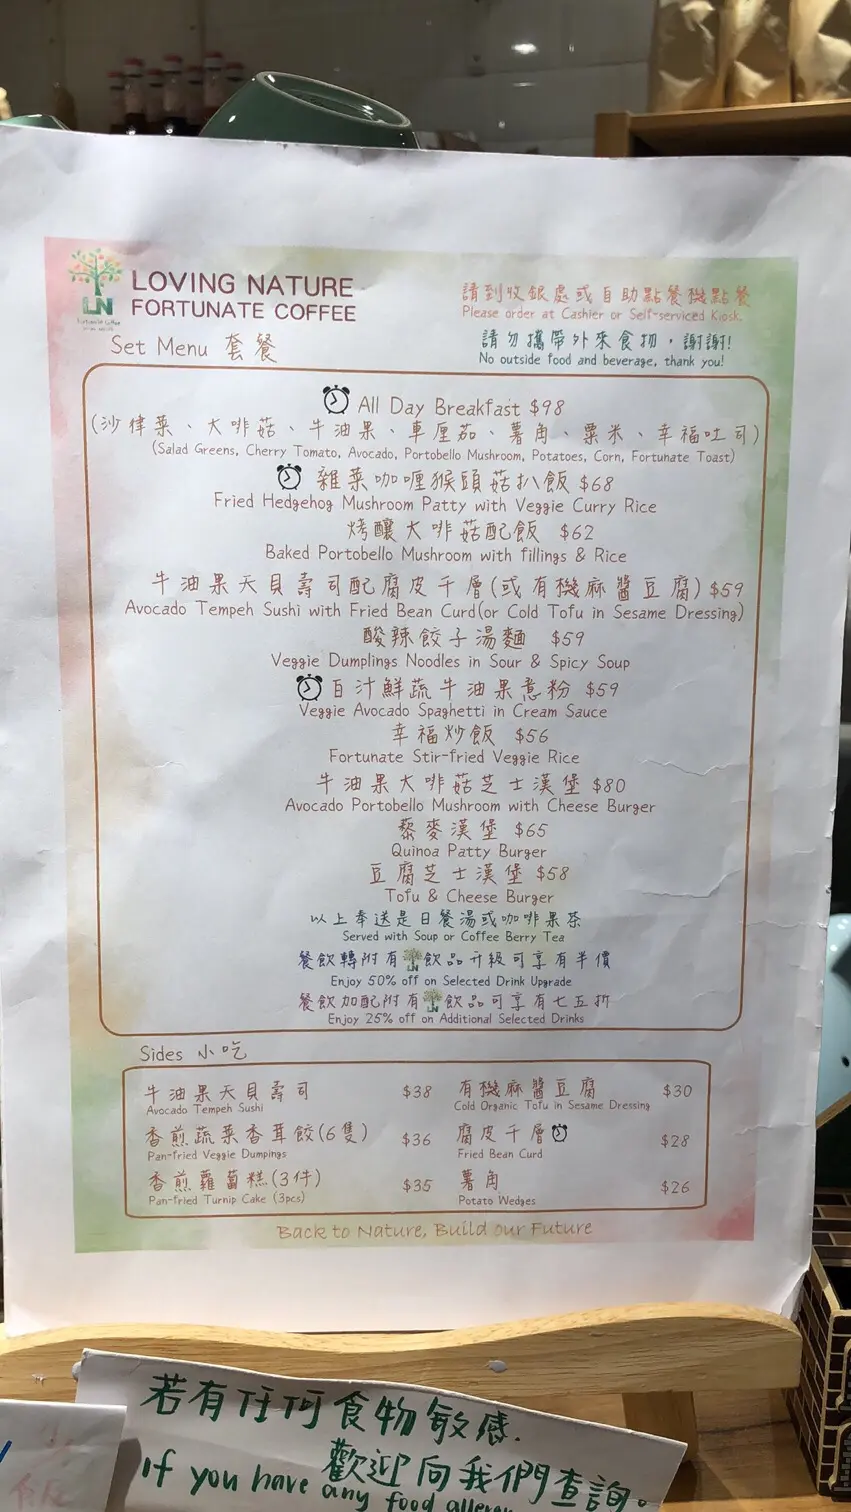 LOVING NATURE
FORTUNATE COFFEE
LN
Fortunate Coffee
請到收銀處或自助點餐機點餐
Please order at Cashier or Self-serviced Kiosk.
Set Menu 套餐
請勿攜帶外來食物，謝謝!
No outside food and beverage, thank you!
All Day Breakfast $98
(沙律菜、大啡菇、牛油果、車厘茄、薯角、粟米、幸福吐司)
(Salad Greens, Cherry Tomato, Avocado, Portobello Mushroom, Potatoes, Corn, Fortunate Toast)
雜菜咖喱猴頭菇扒飯 $68
Fried Hedgehog Mushroom Patty with Veggie Curry Rice
烤釀大啡菇配飯 $62
Baked Portobello Mushroom with fillings & Rice
牛油果天貝壽司配腐皮千層(或有機麻醬豆腐) $59
Avocado Tempeh Sushi with Fried Bean Curd(or Cold Tofu in Sesame Dressing)
酸辣餃子湯麵 $59
Veggie Dumplings Noodles in Sour & Spicy Soup
白汁鮮蔬牛油果意粉 $59
Veggie Avocado Spaghetti in Cream Sauce
幸福炒飯 $56
Fortunate Stir-fried Veggie Rice
牛油果大啡菇芝士漢堡 $80
Avocado Portobello Mushroom with Cheese Burger
藜麥漢堡 $65
Quinoa Patty Burger
豆腐芝士漢堡 $58
Tofu & Cheese Burger
以上奉送是日餐湯或咖啡果茶
Served with Soup or Coffee Berry Tea
餐飲轉附有飲品升級可享有半價
Enjoy 50% off on Selected Drink Upgrade
餐飲加配附有飲品可享有七五折
Enjoy 25% off on Additional Selected Drinks
Sides 小吃
牛油果天貝壽司 $38
Avocado Tempeh Sushi
有機麻醬豆腐 $30
Cold Organic Tofu in Sesame Dressing
香煎蔬菜香茸餃(6隻) $36
Pan-fried Veggie Dumpings
腐皮千層 $28
Fried Bean Curd
香煎蘿蔔糕(3件) $35
Pan-fried Turnip Cake (3pcs)
薯角 $26
Potato Wedges
Back to Nature, Build our Future
若有任何食物敏感.
歡迎向我們查詢。
If you have any food